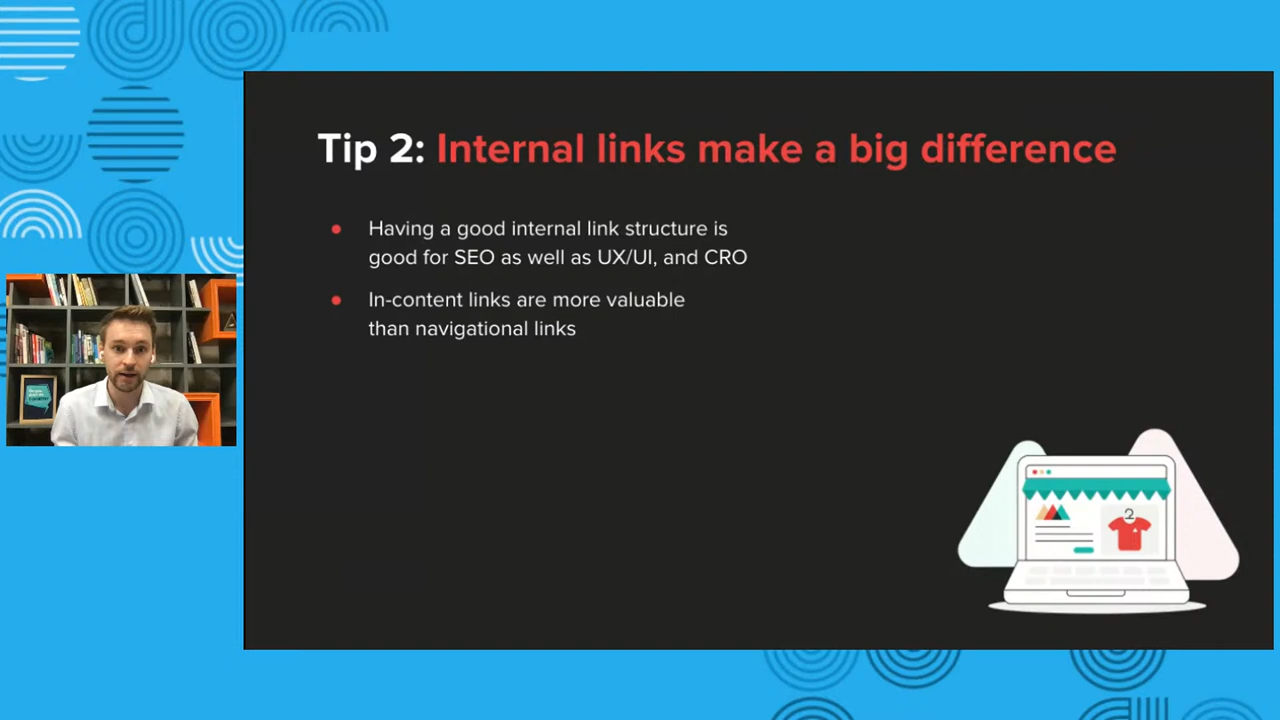 Tip 2: Internal links make a big difference
Having a good internal link structure is
good for SEO as well as UX/UI, and CRO
In-content links are more valuable
than navigational links